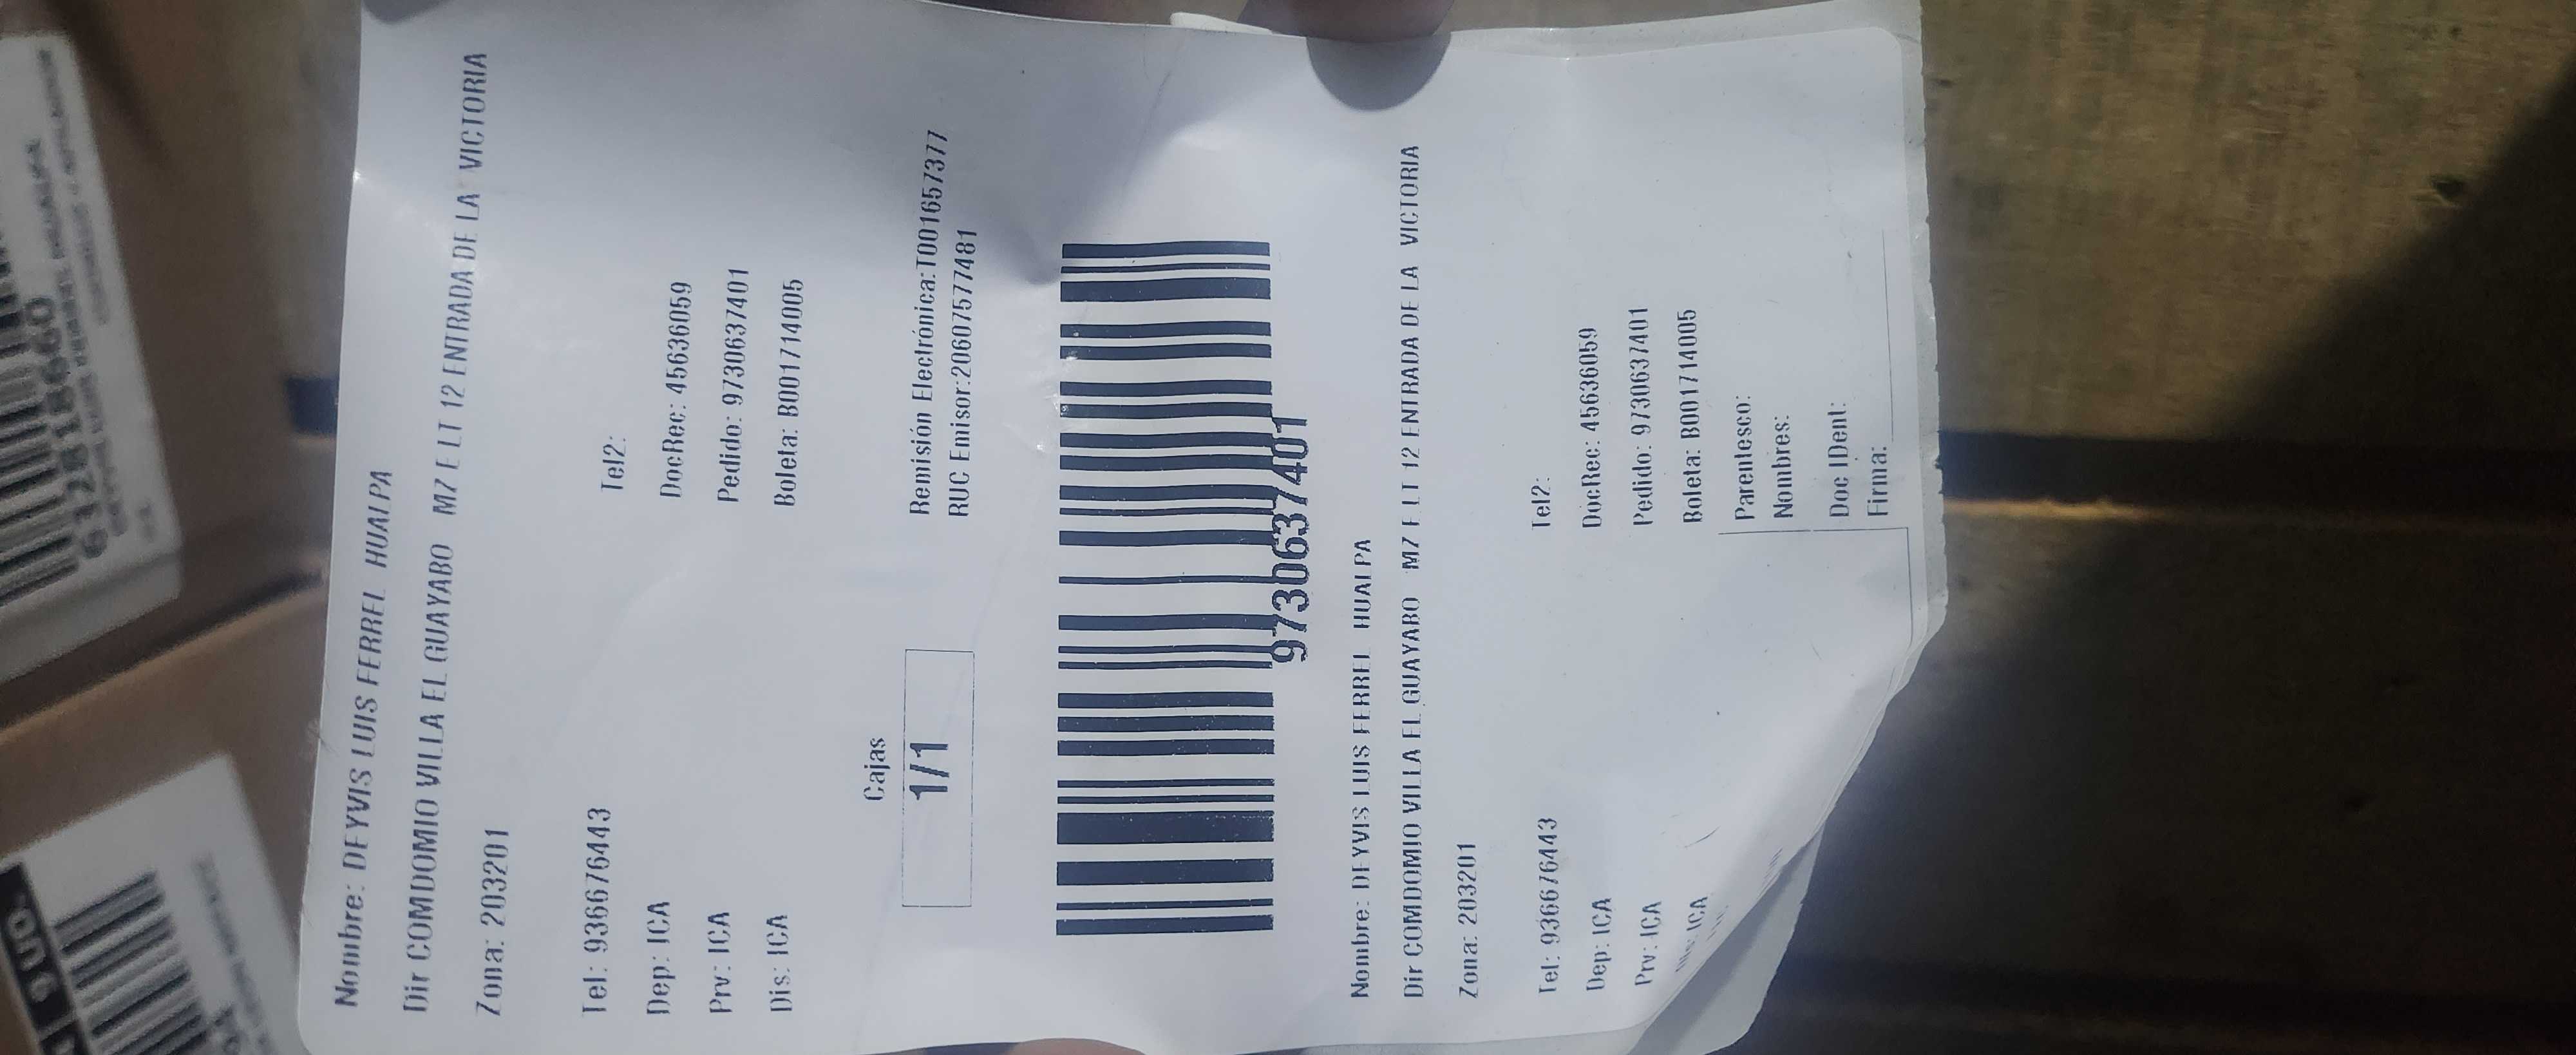 Nombre: DEYVIS LUIS FERREL HUALPA
Dir COMDOMIO VILLA EL GUAYABO MZ E LT 12 ENTRADA DE LA VICTORIA
Zona: 203201
Tel: 936676443
Tel2:
Dep: ICA
DocRec: 45636059
Prv: ICA
Pedido: 9730637401
Dis: ICA
Boleta: B001714005
Cajas
1/1
Remisión Electrónica:T001657377
RUC Emisor:20607577481
9730637401
Nombre: DEYVIS LUIS FERREL HUALPA
Dir COMDOMIO VILLA EL GUAYABO MZ E LT 12 ENTRADA DE LA VICTORIA
Zona: 203201
Tel: 936676443
Tel2:
Dep: ICA
DocRec: 45636059
Prv: ICA
Pedido: 9730637401
ICA
Boleta: B001714005
Parentesco:
Nombres:
Doc IDent:
Firma: